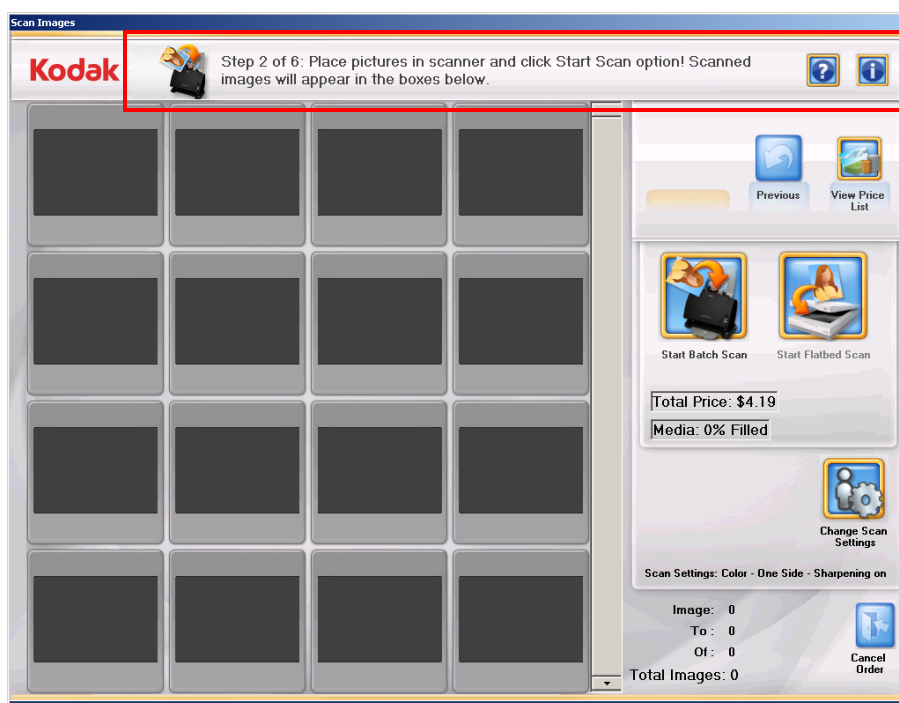 Scan Images
Kodak
Step 2 of 6: Place pictures in scanner and click Start Scan option! Scanned
images will appear in the boxes below.
?
i
Previous
View Price
List
Start Batch Scan
Start Flatbed Scan
Total Price: $4.19
Media: 0% Filled
Change Scan
Settings
Scan Settings: Color - One Side - Sharpening on
Image: 0
To : 0
Of : 0
Total Images: 0
Cancel
Order